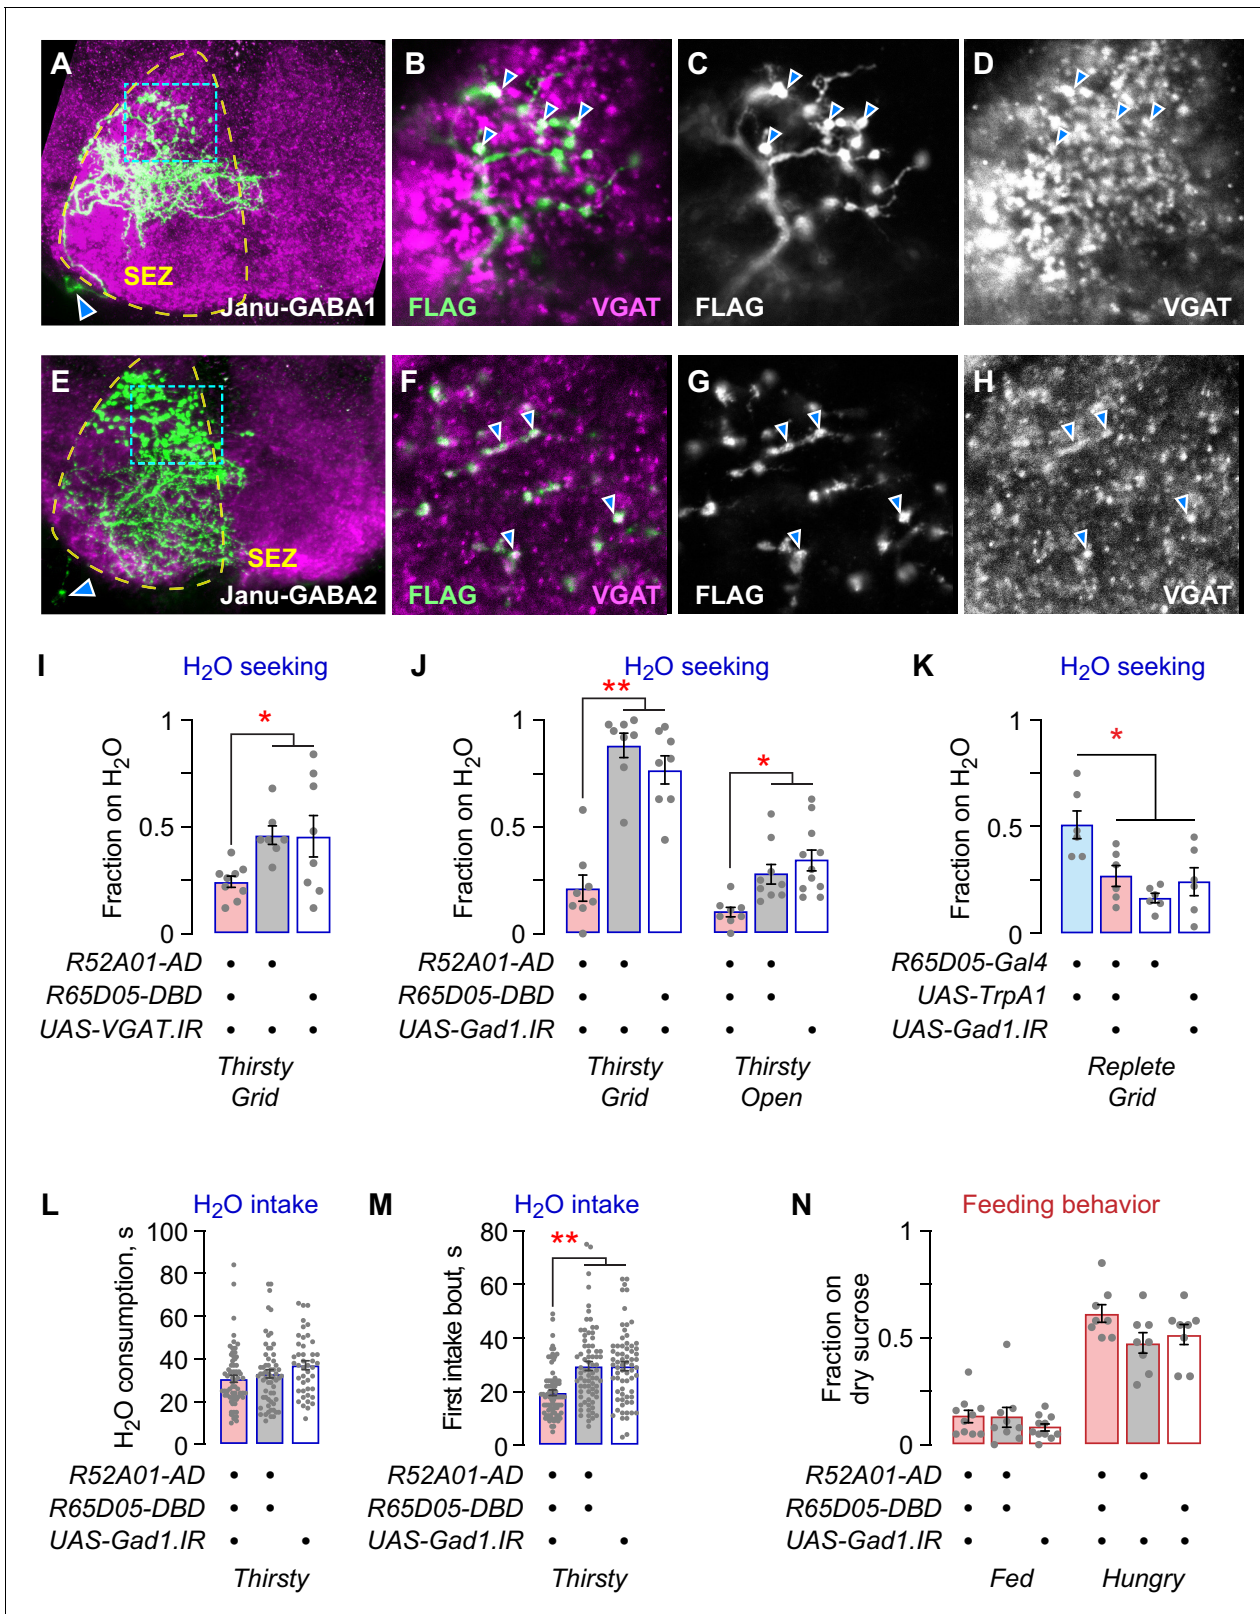 A
SEZ
Janu-GABA1
B
FLAG VGAT
C
FLAG
D
VGAT
E
SEZ
Janu-GABA2
F
FLAG VGAT
G
FLAG
H
VGAT
I
H2O seeking
Fraction on H2O
1
0.5
0
*
R52A01-AD
R65D05-DBD
UAS-VGAT.IR
Thirsty
Grid
J
H2O seeking
Fraction on H2O
1
0.5
0
**
*
R52A01-AD
R65D05-DBD
UAS-Gad1.IR
Thirsty
Grid
Thirsty
Open
K
H2O seeking
Fraction on H2O
1
0.5
0
*
R65D05-Gal4
UAS-TrpA1
UAS-Gad1.IR
Replete
Grid
L
H2O intake
H2O consumption, s
100
80
60
40
20
0
R52A01-AD
R65D05-DBD
UAS-Gad1.IR
Thirsty
M
H2O intake
First intake bout, s
80
60
40
20
0
**
R52A01-AD
R65D05-DBD
UAS-Gad1.IR
Thirsty
N
Feeding behavior
Fraction on
dry sucrose
1
0.5
0
R52A01-AD
R65D05-DBD
UAS-Gad1.IR
Fed
Hungry